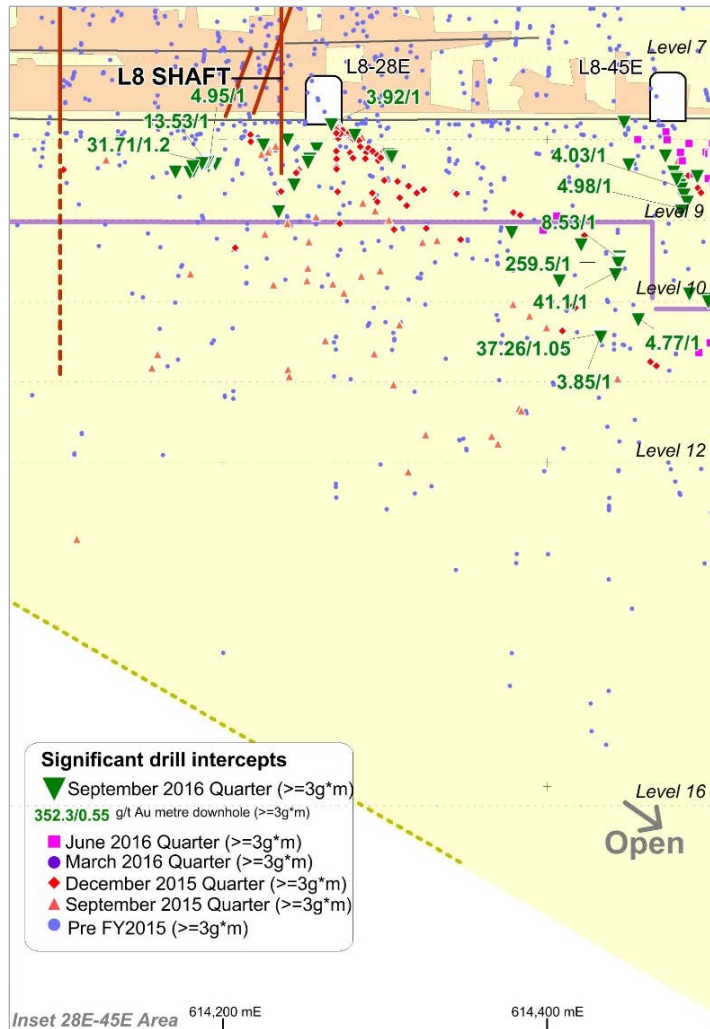 Level 7
L8-28E
L8-45E
L8 SHAFT
4.95/1
3.92/1
13.53/1
31.71/1.2
4.03/1
4.98/1
Level 9
8.53/1
259.5/1
Level 10
41.1/1
37.26/1.05
4.77/1
3.85/1
Level 12
Significant drill intercepts
September 2016 Quarter (>=3g*m)
352.3/0.55 g/t Au metre downhole (>=3g*m)
June 2016 Quarter (>=3g*m)
March 2016 Quarter (>=3g*m)
December 2015 Quarter (>=3g*m)
September 2015 Quarter (>=3g*m)
Pre FY2015 (>=3g*m)
Level 16
Open
Inset 28E-45E Area
614,200 mE
614,400 mE